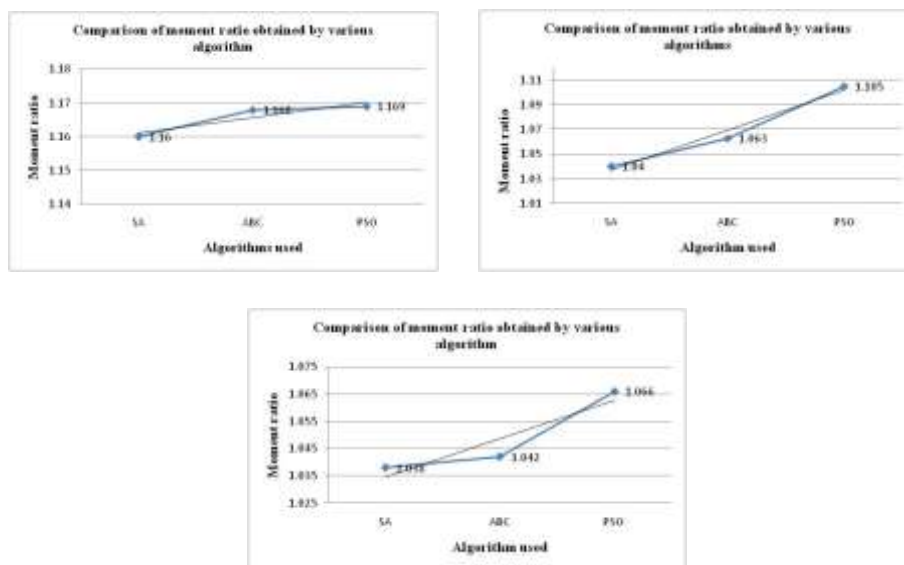 Comparison of moment ratio obtained by various
algorithm
1.18
1.17
1.16
1.15
1.14
Moment ratio
1.16
1.168
1.169
SA
ABC
PSO
Algorithms used
Comparison of moment ratio obtained by various
algorithms
1.11
1.09
1.07
1.05
1.03
1.01
Moment ratio
1.04
1.063
1.105
SA
ABC
PSO
Algorithm used
Comparison of moment ratio obtained by various
algorithm
1.075
1.065
1.055
1.045
1.035
1.025
Moment ratio
1.038
1.042
1.066
SA
ABC
PSO
Algorithm used